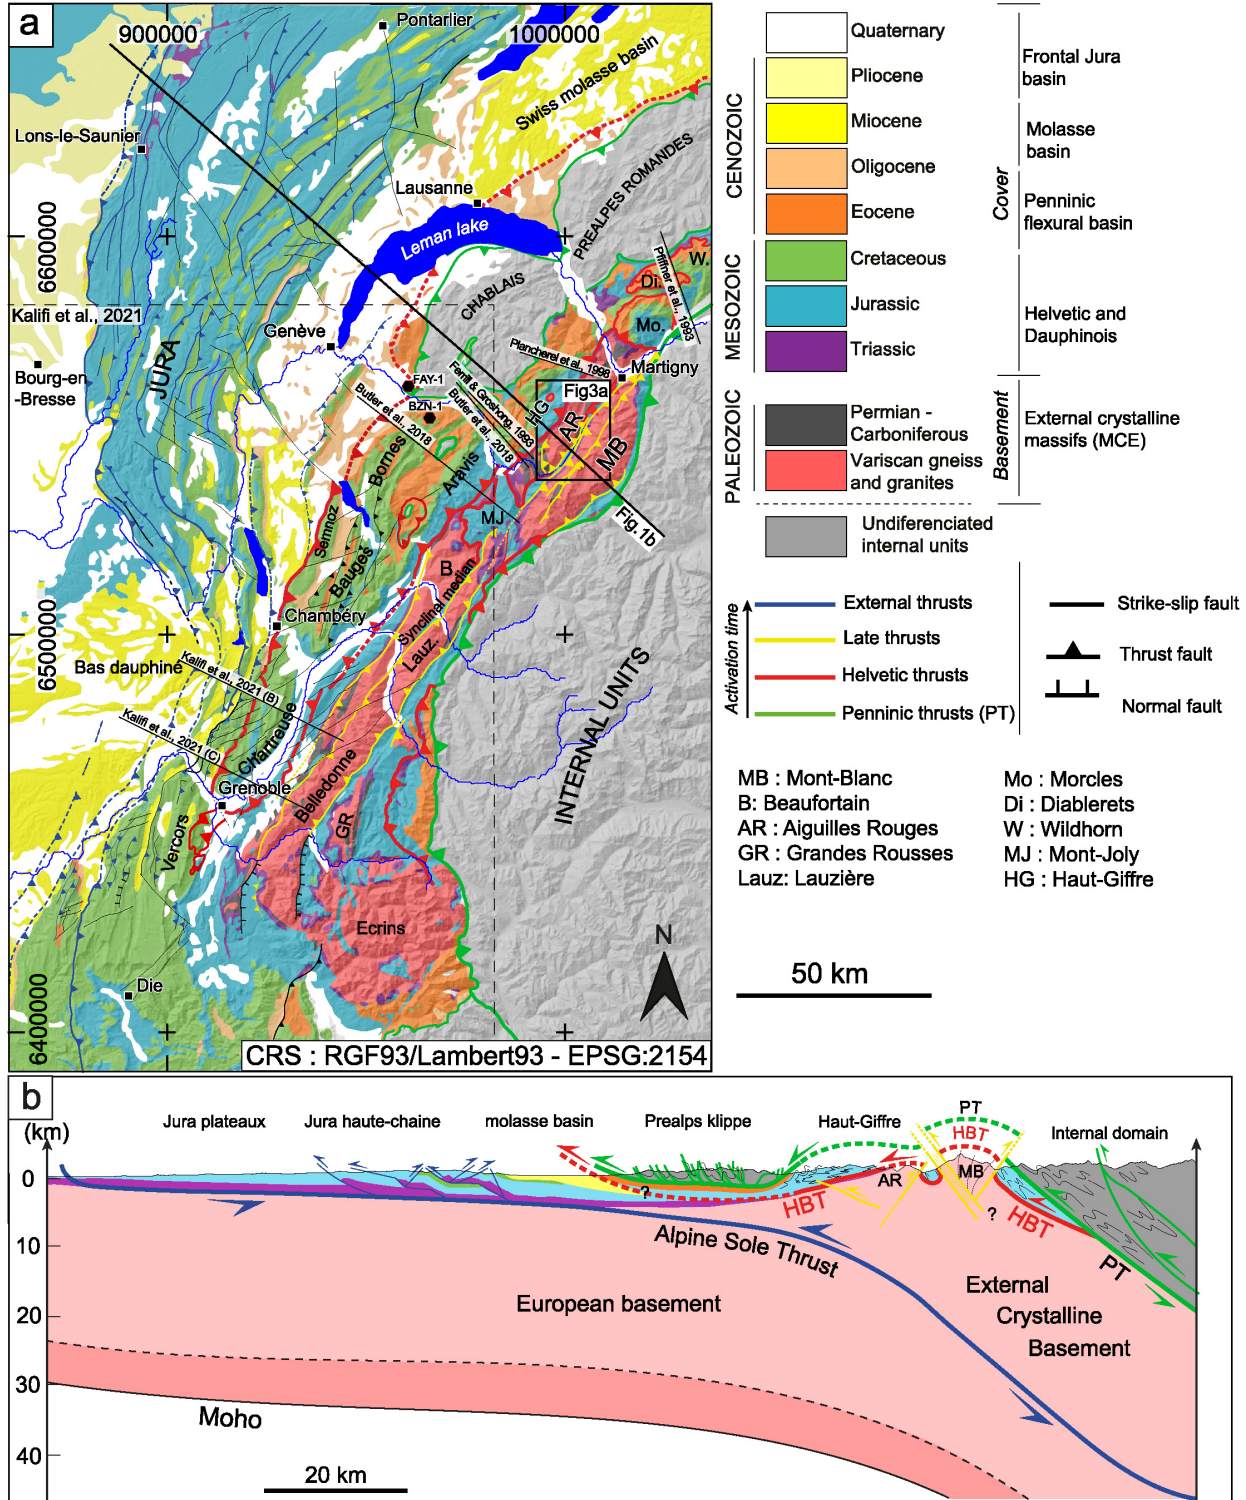 a
900000
1000000
Pontarlier
Swiss molasse basin
Lons-le-Saunier
Lausanne
PREALPES ROMANDES
6600000
Leman lake
W.
Pfiffner et al., 1993
Di.
CHABLAIS
Kalifi et al., 2021
Mo.
Genève
JURA
Plancherel et al., 1998
Martigny
Bourg-en
-Bresse
FAY-1
Fig3a
BZN-1
Ferrill & Groshong, 1993
Butler et al., 2018
Butler et al., 2018
HG
AR
MB
Bornes
Aravis
Semnoz
MJ
Fig. 1b
Bauges
B
Synclinal median
Chambéry
Lauz.
6500000
Bas dauphiné
Kalifi et al., 2021 (B)
INTERNAL UNITS
Kalifi et al., 2021 (C)
Chartreuse
Grenoble
Belledonne
Vercors
GR
Ecrins
N
Die
6400000
CRS : RGF93/Lambert93 - EPSG:2154
Quaternary
Pliocene
Miocene
Oligocene
Eocene
Cretaceous
Jurassic
Triassic
Permian -
Carboniferous
Variscan gneiss
and granites
Undiferenciated
internal units
CENOZOIC
MESOZOIC
PALEOZOIC
Cover
Basement
Frontal Jura
basin
Molasse
basin
Penninic
flexural basin
Helvetic and
Dauphinois
External crystalline
massifs (MCE)
Activation time
External thrusts
Late thrusts
Helvetic thrusts
Penninic thrusts (PT)
Strike-slip fault
Thrust fault
Normal fault
MB : Mont-Blanc
B: Beaufortain
AR : Aiguilles Rouges
GR : Grandes Rousses
Lauz: Lauzière
Mo : Morcles
Di : Diablerets
W : Wildhorn
MJ : Mont-Joly
HG : Haut-Giffre
50 km
b
(km)
Jura plateaux
Jura haute-chaine
molasse basin
Prealps klippe
Haut-Giffre
PT
HBT
Internal domain
0
?
HBT
AR
MB
?
HBT
PT
10
Alpine Sole Thrust
European basement
External
Crystalline
Basement
20
30
Moho
40
20 km